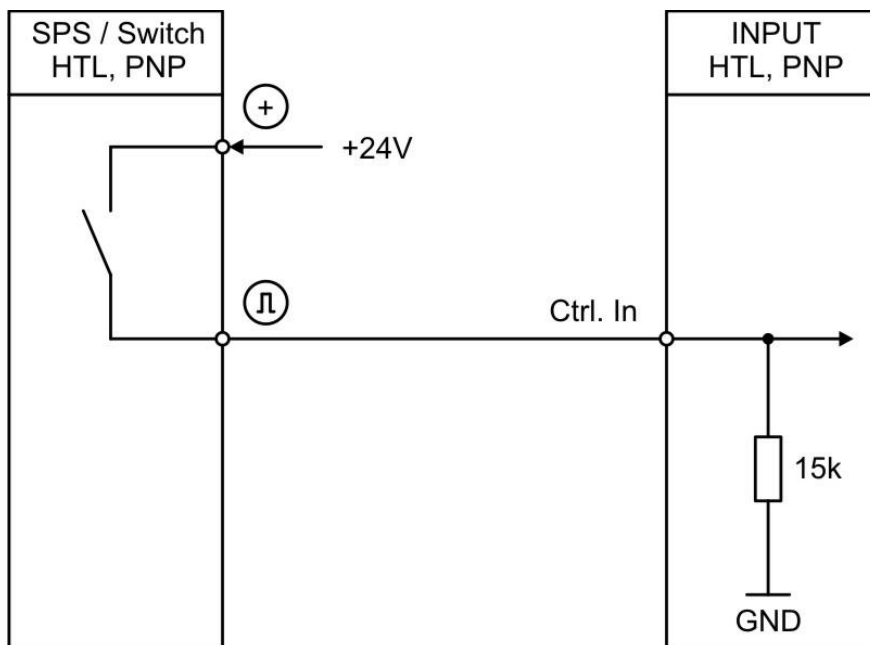 SPS / Switch
HTL, PNP
INPUT
HTL, PNP
+
+24V
Ctrl. In
15k
GND